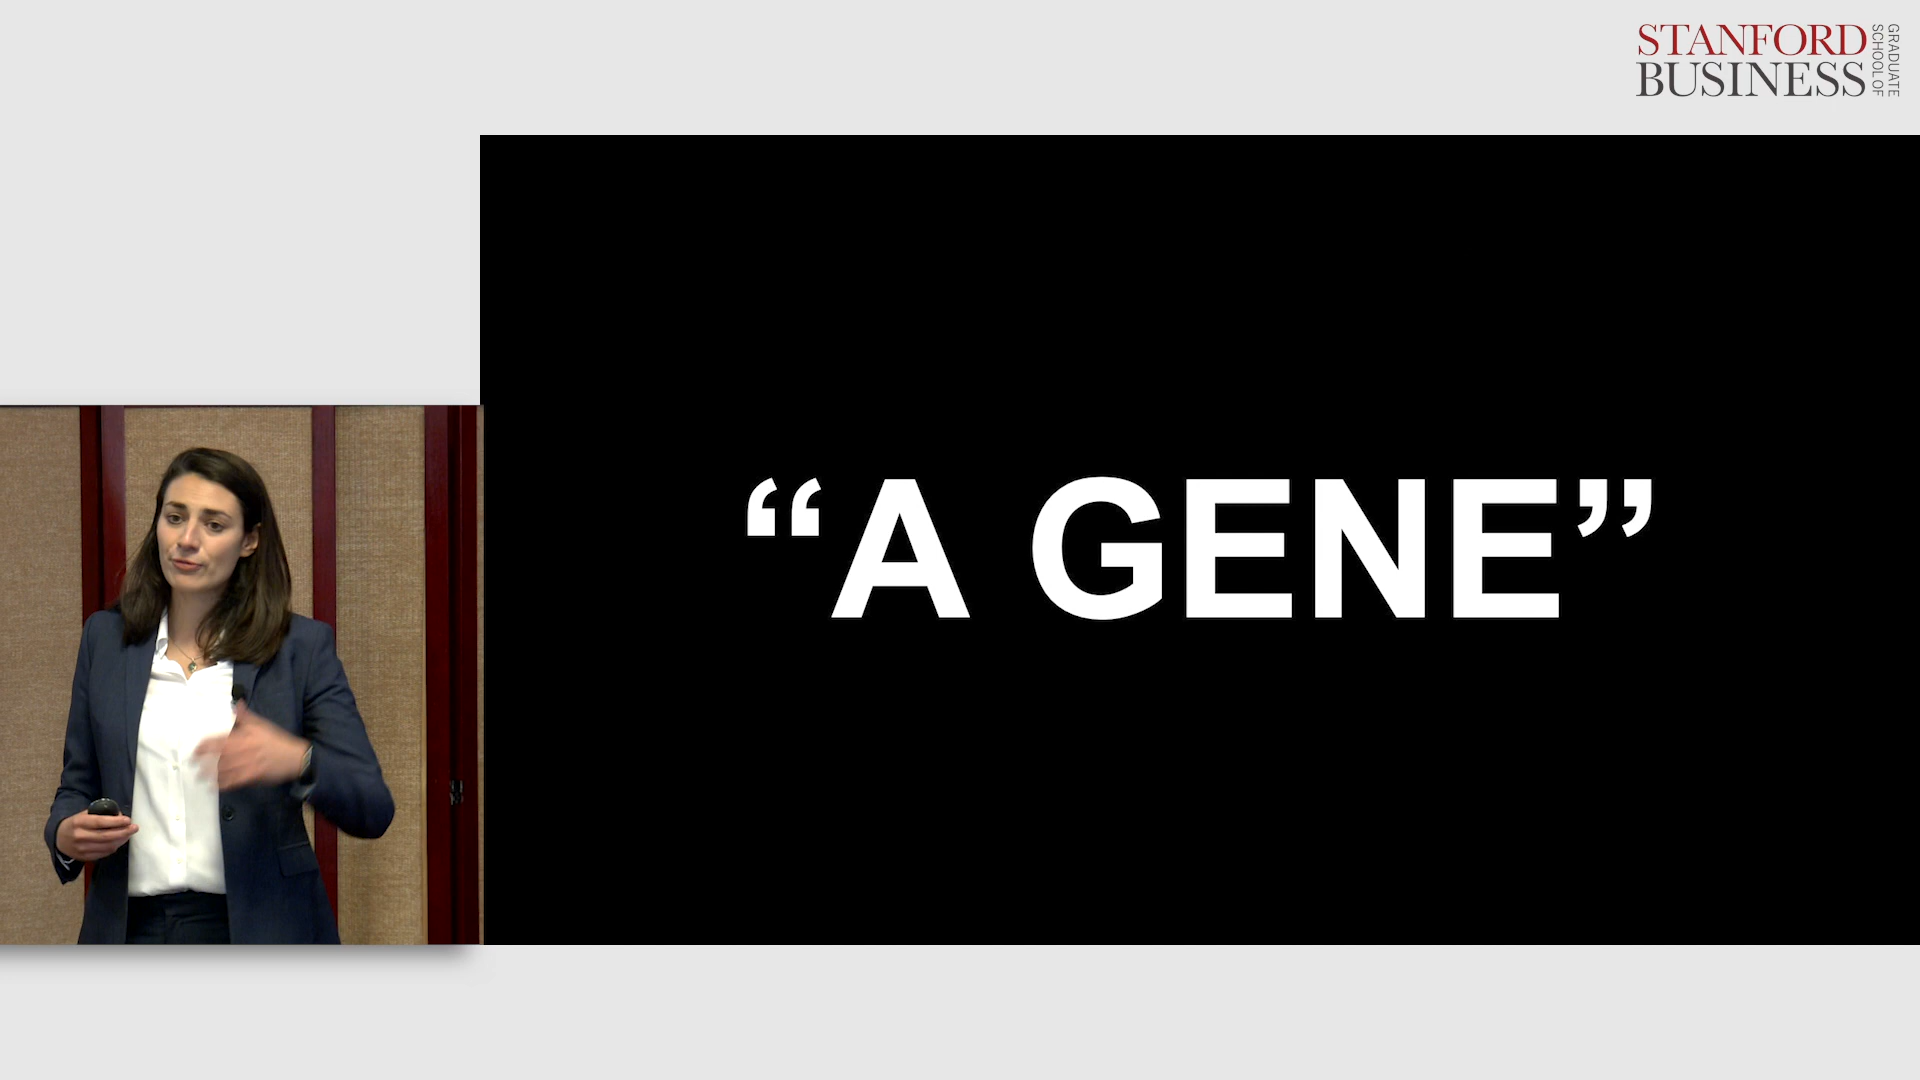 STANFORD
BUSINESS
GRADUATE
SCHOOL OF
“A GENE”